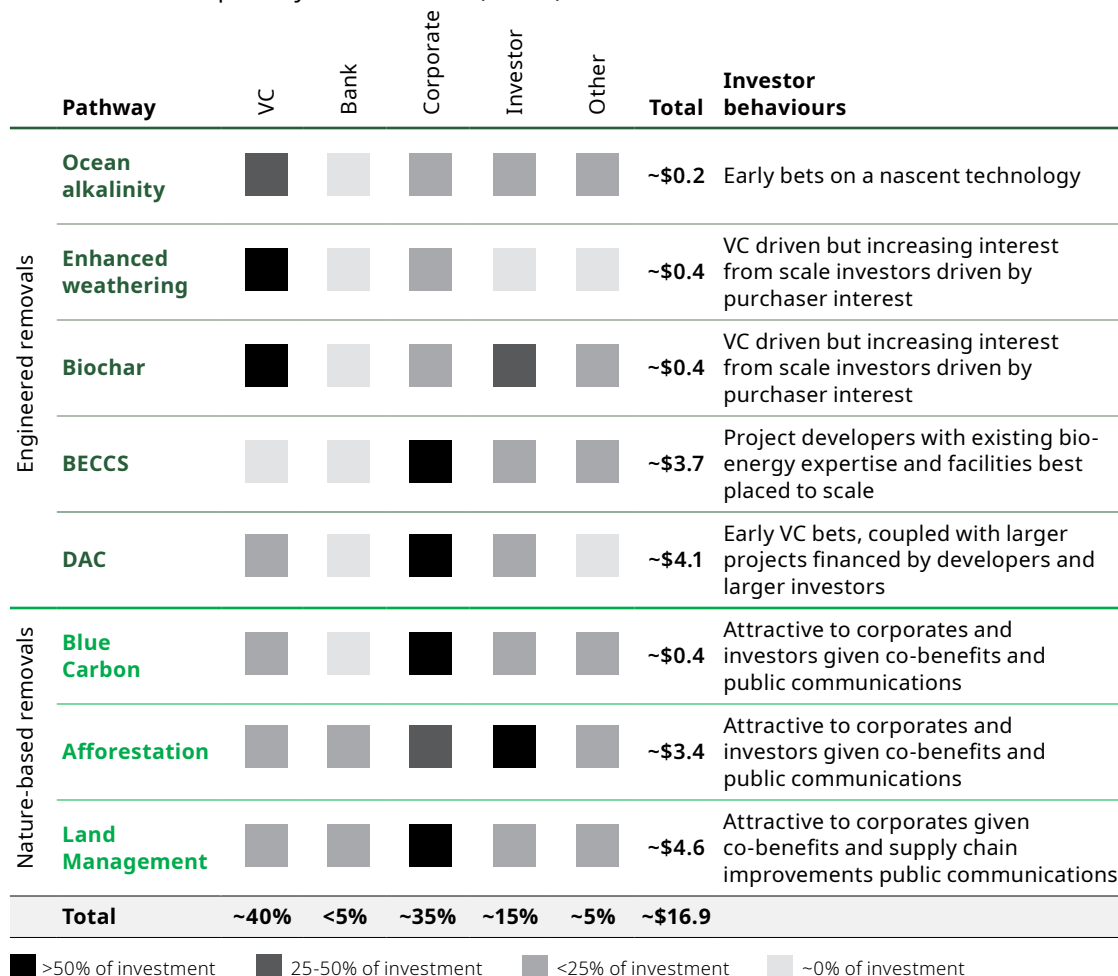 Pathway
VC
Bank
Corporate
Investor
Other
Total
Investor
behaviours
Engineered removals
Ocean
alkalinity
~$0.2
Early bets on a nascent technology
Enhanced
weathering
~$0.4
VC driven but increasing interest
from scale investors driven by
purchaser interest
Biochar
~$0.4
VC driven but increasing interest
from scale investors driven by
purchaser interest
BECCS
~$3.7
Project developers with existing bio-
energy expertise and facilities best
placed to scale
DAC
~$4.1
Early VC bets, coupled with larger
projects financed by developers and
larger investors
Nature-based removals
Blue
Carbon
~$0.4
Attractive to corporates and
investors given co-benefits and
public communications
Afforestation
~$3.4
Attractive to corporates and
investors given co-benefits and
public communications
Land
Management
~$4.6
Attractive to corporates given
co-benefits and supply chain
improvements public communications
Total ~40% <5% ~35% ~15% ~5% ~$16.9
>50% of investment
25-50% of investment
<25% of investment
~0% of investment